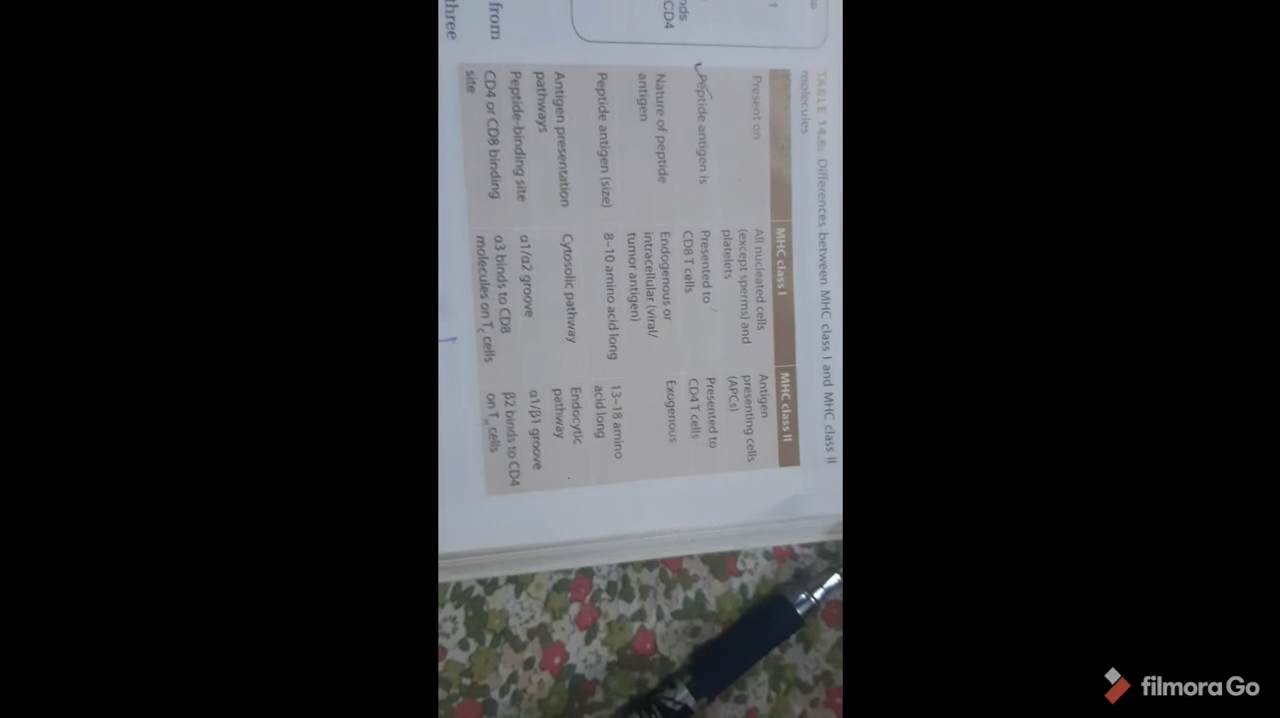 nds
CD4
from
three
TABLE 14.6: Differences between MHC class I and MHC class II
molecules
MHC class I
MHC class II
Present on
All nucleated cells
(except sperms) and
platelets
Antigen
presenting cells
(APCs)
Peptide antigen is
Presented to
CD8 T cells
Presented to
CD4 T cells
Nature of peptide
antigen
Endogenous or
intracellular (viral/
tumor antigen)
Exogenous
Peptide antigen (size)
8–10 amino acid long
13–18 amino
acid long
Antigen presentation
pathways
Cytosolic pathway
Endocytic
pathway
Peptide-binding site
α1/α2 groove
α1/β1 groove
CD4 or CD8 binding
site
α3 binds to CD8
molecules on Tc cells
β2 binds to CD4
on TH cells
filmora Go